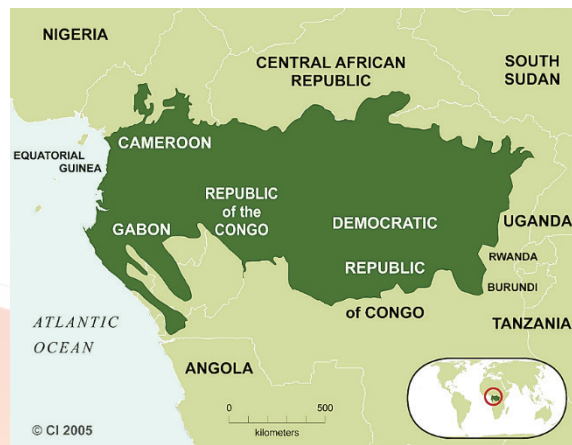 NIGERIA
CENTRAL AFRICAN
REPUBLIC
SOUTH
SUDAN
CAMEROON
EQUATORIAL
GUINEA
REPUBLIC
of the
CONGO
GABON
DEMOCRATIC
REPUBLIC
of CONGO
UGANDA
RWANDA
BURUNDI
TANZANIA
ATLANTIC
OCEAN
ANGOLA
0 500
kilometers
© CI 2005